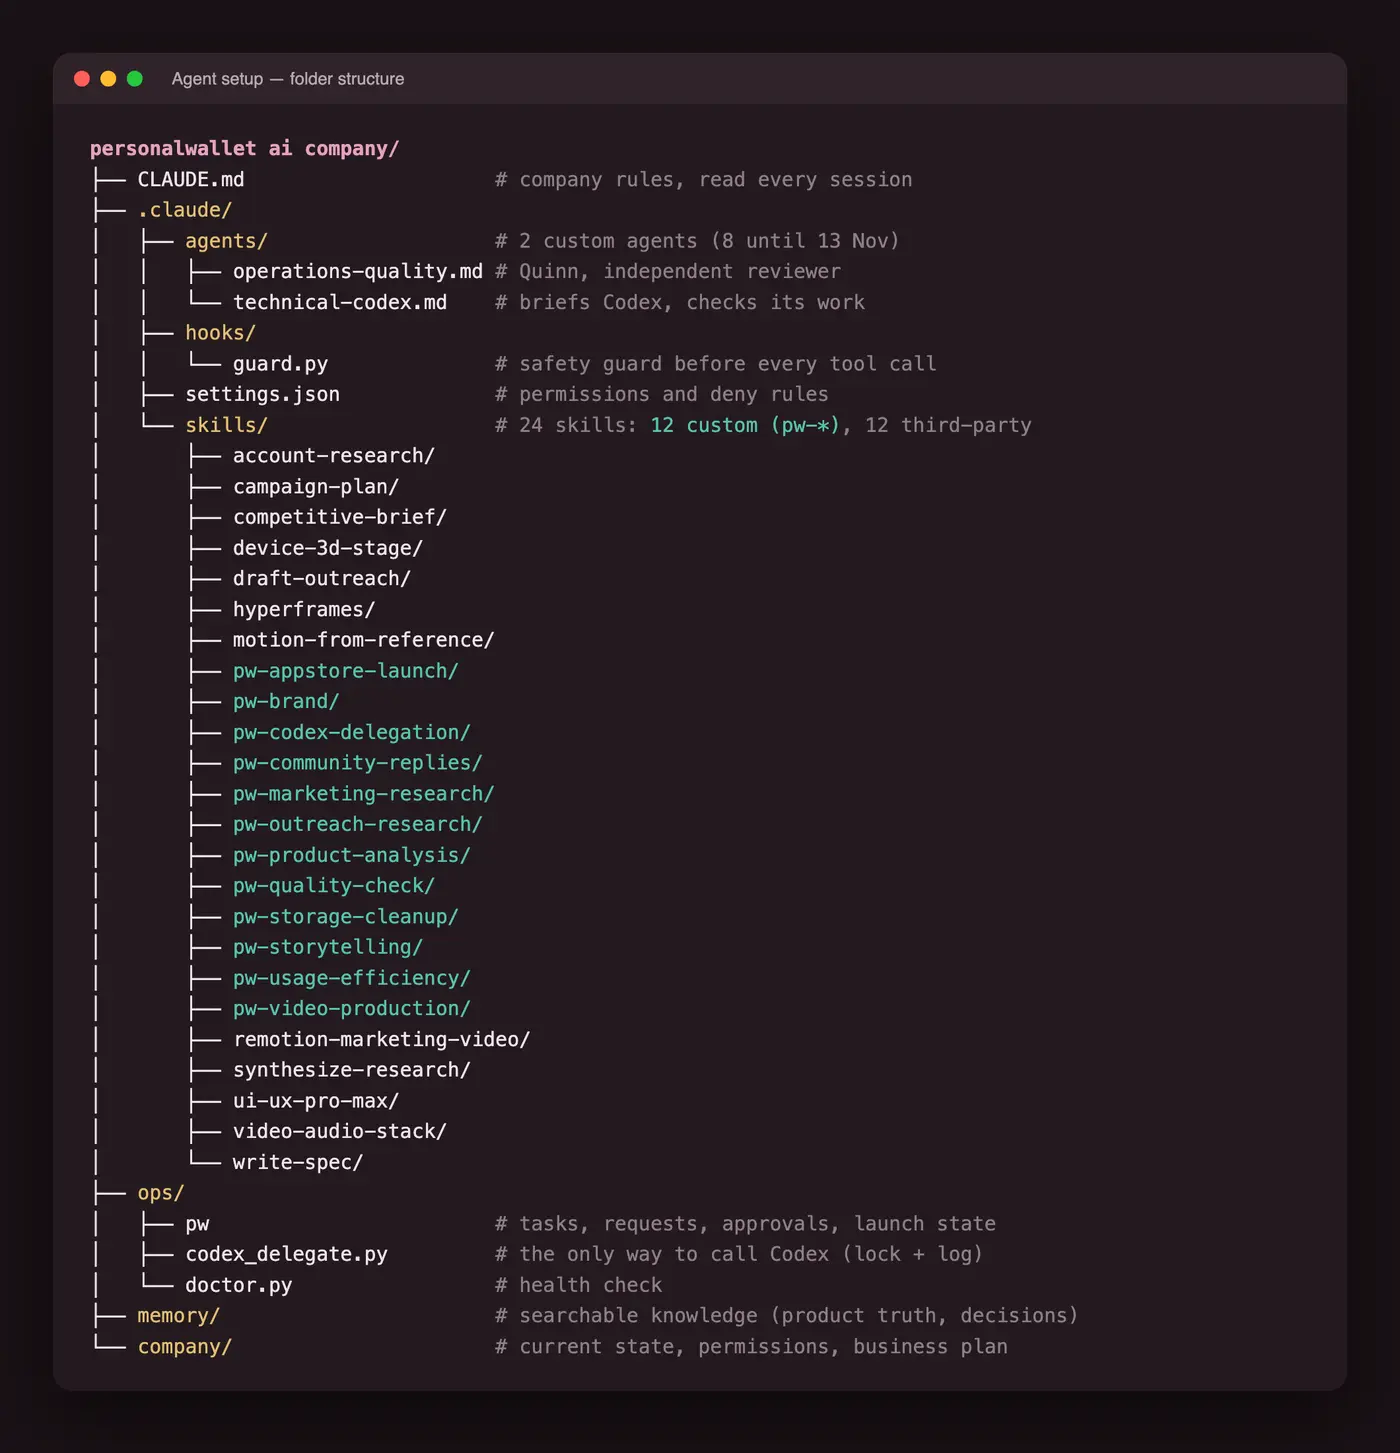 Agent setup — folder structure
personalwallet ai company/
├── CLAUDE.md # company rules, read every session
├── .claude/
│   ├── agents/ # 2 custom agents (8 until 13 Nov)
│   │   ├── operations-quality.md # Quinn, independent reviewer
│   │   └── technical-codex.md # briefs Codex, checks its work
│   ├── hooks/
│   │   └── guard.py # safety guard before every tool call
│   ├── settings.json # permissions and deny rules
│   └── skills/ # 24 skills: 12 custom (pw-*), 12 third-party
│       ├── account-research/
│       ├── campaign-plan/
│       ├── competitive-brief/
│       ├── device-3d-stage/
│       ├── draft-outreach/
│       ├── hyperframes/
│       ├── motion-from-reference/
│       ├── pw-appstore-launch/
│       ├── pw-brand/
│       ├── pw-codex-delegation/
│       ├── pw-community-replies/
│       ├── pw-marketing-research/
│       ├── pw-outreach-research/
│       ├── pw-product-analysis/
│       ├── pw-quality-check/
│       ├── pw-storage-cleanup/
│       ├── pw-storytelling/
│       ├── pw-usage-efficiency/
│       ├── pw-video-production/
│       ├── remotion-marketing-video/
│       ├── synthesize-research/
│       ├── ui-ux-pro-max/
│       ├── video-audio-stack/
│       └── write-spec/
├── ops/
│   ├── pw # tasks, requests, approvals, launch state
│   ├── codex_delegate.py # the only way to call Codex (lock + log)
│   └── doctor.py # health check
├── memory/ # searchable knowledge (product truth, decisions)
└── company/ # current state, permissions, business plan